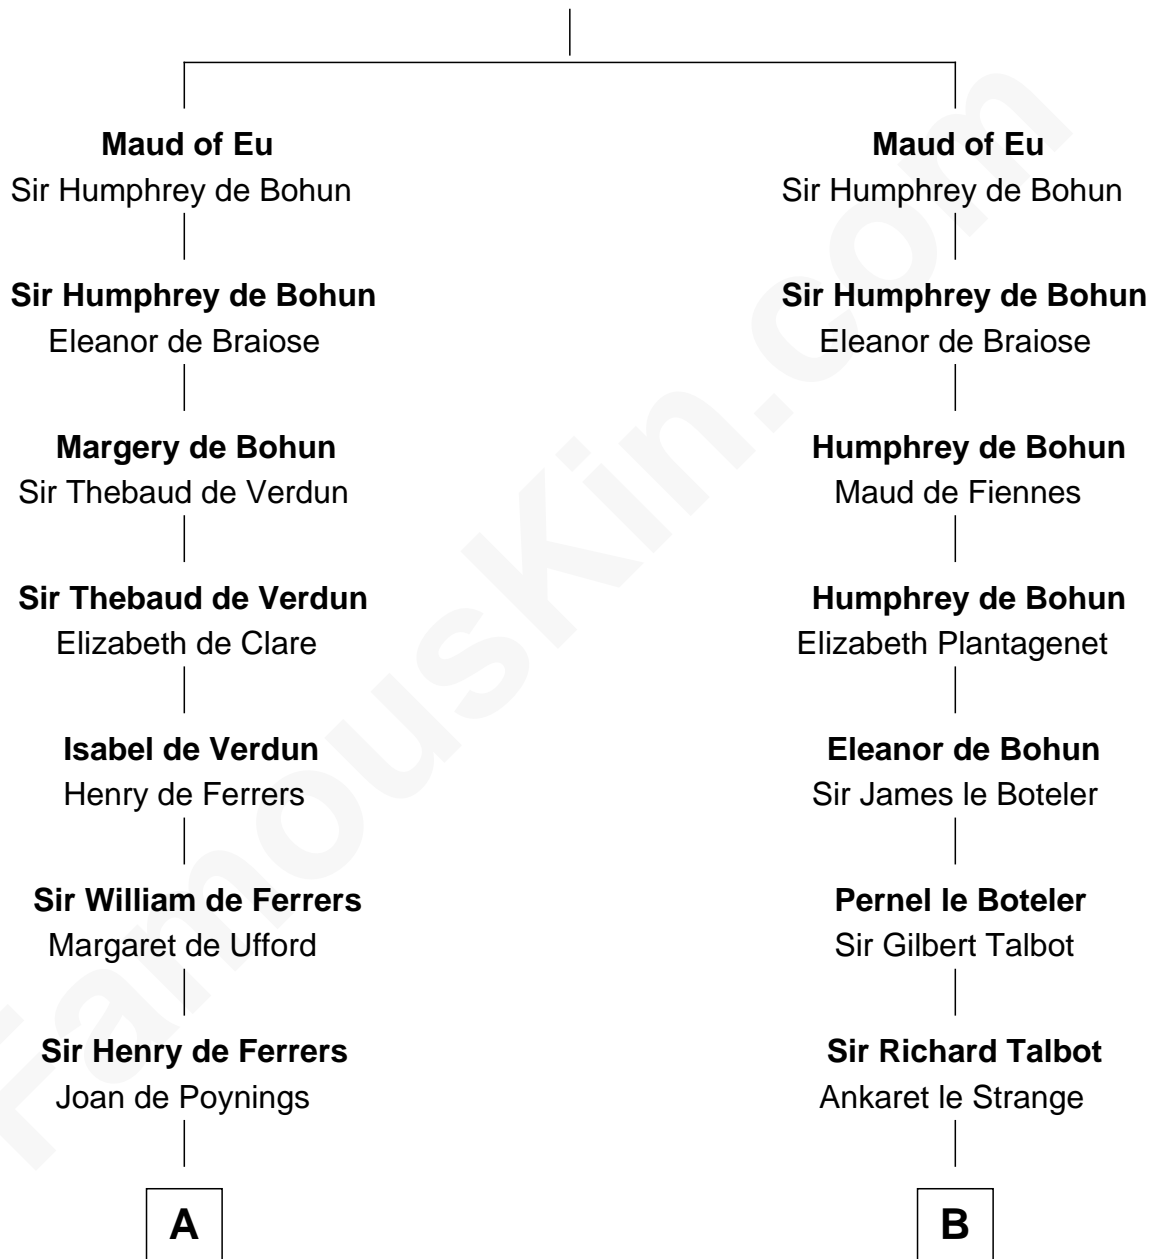 Maud of Eu
Sir Humphrey de Bohun
Sir Humphrey de Bohun
Eleanor de Braiose
Margery de Bohun
Sir Thebaud de Verdun
Sir Thebaud de Verdun
Elizabeth de Clare
Isabel de Verdun
Henry de Ferrers
Sir William de Ferrers
Margaret de Ufford
Sir Henry de Ferrers
Joan de Poynings
A
Maud of Eu
Sir Humphrey de Bohun
Sir Humphrey de Bohun
Eleanor de Braiose
Humphrey de Bohun
Maud de Fiennes
Humphrey de Bohun
Elizabeth Plantagenet
Eleanor de Bohun
Sir James le Boteler
Pernel le Boteler
Sir Gilbert Talbot
Sir Richard Talbot
Ankaret le Strange
B
FamousKin.com